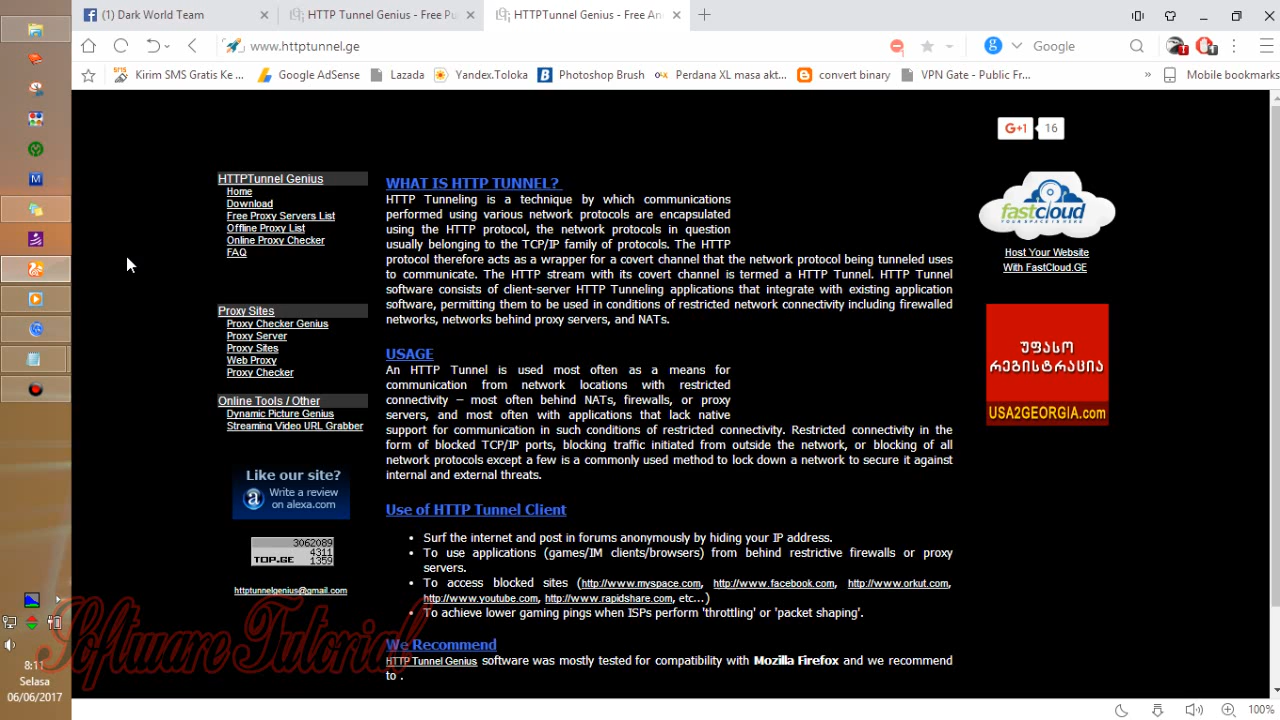 (1) Dark World Team
HTTP Tunnel Genius - Free Pu
HTTPTunnel Genius - Free An
www.httptunnel.ge
Google
Kirim SMS Gratis Ke ...
Google AdSense
Lazada
Yandex.Toloka
Photoshop Brush
Perdana XL masa akt...
convert binary
VPN Gate - Public Fr...
»
Mobile bookmarks
G+1 16
HTTPTunnel Genius
Home
Download
Free Proxy Servers List
Offline Proxy List
Online Proxy Checker
FAQ
Proxy Sites
Proxy Checker Genius
Proxy Server
Proxy Sites
Web Proxy
Proxy Checker
Online Tools / Other
Dynamic Picture Genius
Streaming Video URL Grabber
Like our site?
Write a review
on alexa.com
3062089
4311
TOP.GE 1359
httptunnelgenius@gmail.com
WHAT IS HTTP TUNNEL?
HTTP Tunneling is a technique by which communications
performed using various network protocols are encapsulated
using the HTTP protocol, the network protocols in question
usually belonging to the TCP/IP family of protocols. The HTTP
protocol therefore acts as a wrapper for a covert channel that the network protocol being tunneled uses
to communicate. The HTTP stream with its covert channel is termed a HTTP Tunnel. HTTP Tunnel
software consists of client-server HTTP Tunneling applications that integrate with existing application
software, permitting them to be used in conditions of restricted network connectivity including firewalled
networks, networks behind proxy servers, and NATs.
USAGE
An HTTP Tunnel is used most often as a means for
communication from network locations with restricted
connectivity – most often behind NATs, firewalls, or proxy
servers, and most often with applications that lack native
support for communication in such conditions of restricted connectivity. Restricted connectivity in the
form of blocked TCP/IP ports, blocking traffic initiated from outside the network, or blocking of all
network protocols except a few is a commonly used method to lock down a network to secure it against
internal and external threats.
Use of HTTP Tunnel Client
• Surf the internet and post in forums anonymously by hiding your IP address.
• To use applications (games/IM clients/browsers) from behind restrictive firewalls or proxy
servers.
• To access blocked sites (http://www.myspace.com, http://www.facebook.com, http://www.orkut.com,
http://www.youtube.com, http://www.rapidshare.com, etc...)
• To achieve lower gaming pings when ISPs perform 'throttling' or 'packet shaping'.
We Recommend
HTTP Tunnel Genius software was mostly tested for compatibility with Mozilla Firefox and we recommend
to .
fastcloud
Host Your Website
With FastCloud.GE
უფასო
რეგისტრაცია
USA2GEORGIA.com
Software Tutorial
8:11
Selasa
06/06/2017
100%